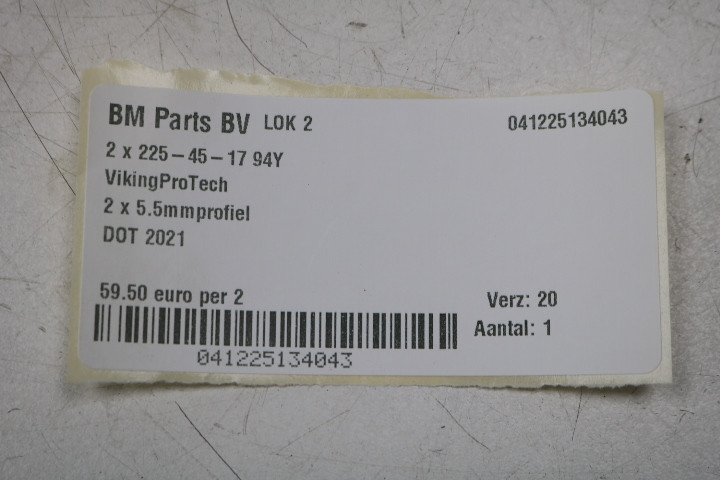 BM Parts BV LOK 2 041225134043
2 x 225-45-17 94Y
VikingProTech
2 x 5.5mmprofiel
DOT 2021
59.50 euro per 2 Verz: 20
Aantal: 1
041225134043